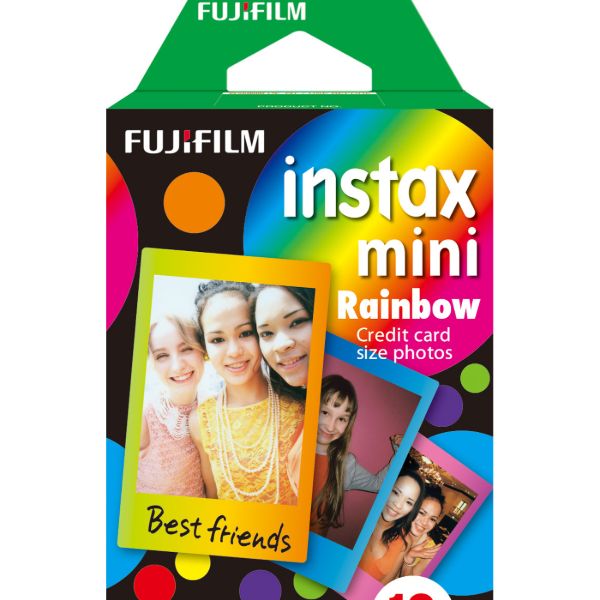 FUJIFILM
PRODUCT NO.
FUJIFILM
instax
mini
Rainbow
Credit card
size photos
Best friends